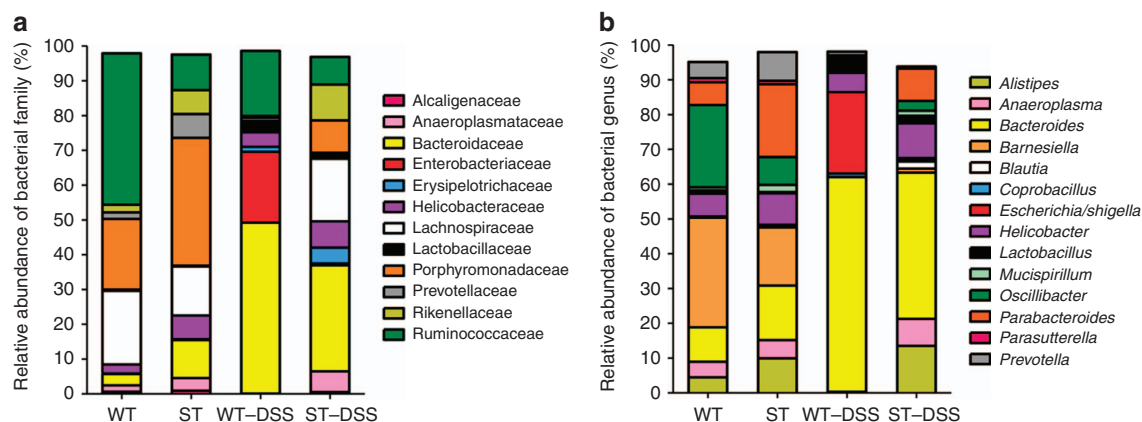 a
Relative abundance of bacterial family (%)
100
90
80
70
60
50
40
30
20
10
0
WT
ST
WT–DSS
ST–DSS
Alcaligenaceae
Anaeroplasmataceae
Bacteroidaceae
Enterobacteriaceae
Erysipelotrichaceae
Helicobacteraceae
Lachnospiraceae
Lactobacillaceae
Porphyromonadaceae
Prevotellaceae
Rikenellaceae
Ruminococcaceae
b
Relative abundance of bacterial genus (%)
100
90
80
70
60
50
40
30
20
10
0
WT
ST
WT–DSS
ST–DSS
Alistipes
Anaeroplasma
Bacteroides
Barnesiella
Blautia
Coprobacillus
Escherichia/shigella
Helicobacter
Lactobacillus
Mucispirillum
Oscillibacter
Parabacteroides
Parasutterella
Prevotella